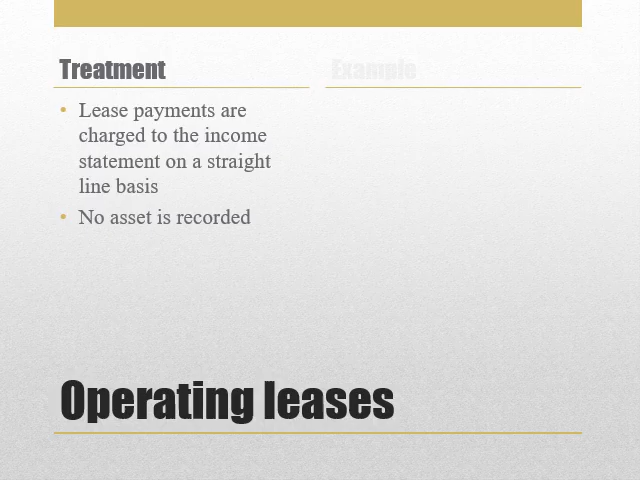 Treatment
Example
• Lease payments are
charged to the income
statement on a straight
line basis
• No asset is recorded
Operating leases